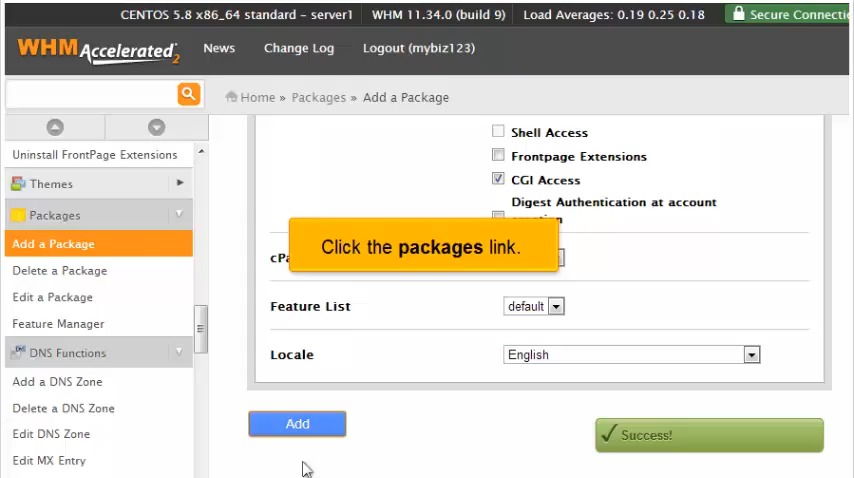 CENTOS 5.8 x86_64 standard – server1 WHM 11.34.0 (build 9) Load Averages: 0.19 0.25 0.18 Secure Connectio
WHM Accelerated2 News Change Log Logout (mybiz123)
Home » Packages » Add a Package
Shell Access
Uninstall FrontPage Extensions
Frontpage Extensions
Themes
CGI Access
Digest Authentication at account
Packages
Add a Package
Click the packages link.
Delete a Package
Edit a Package
Feature List default
Feature Manager
DNS Functions
Locale English
Add a DNS Zone
Delete a DNS Zone
Add
Edit DNS Zone
Success!
Edit MX Entry